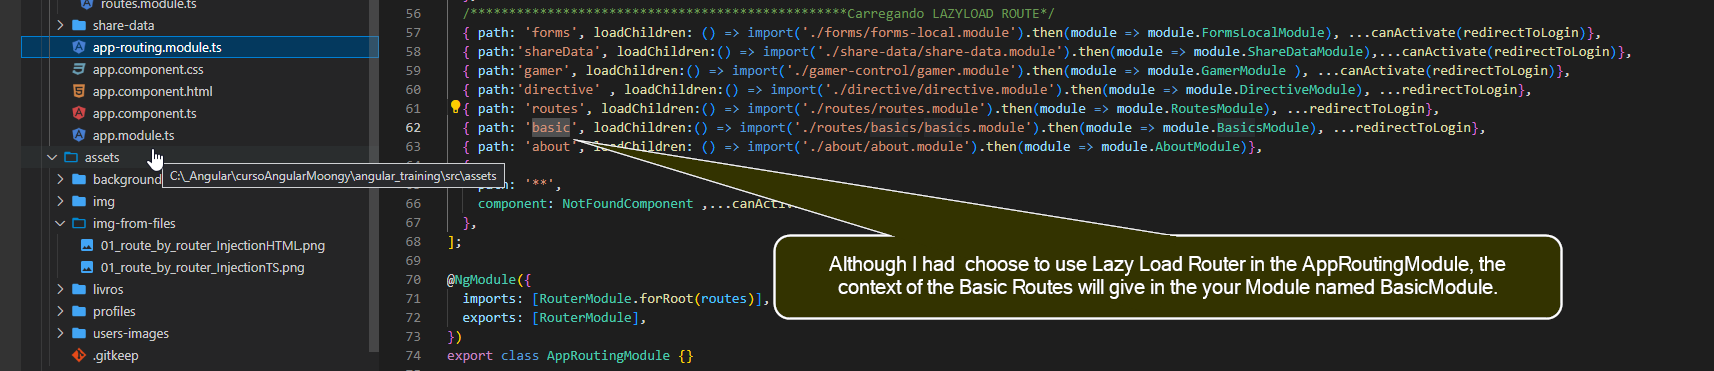 routes.module.ts
share-data
app-routing.module.ts
app.component.css
app.component.html
app.component.ts
app.module.ts
assets
background
C:\_Angular\cursoAngularMoongy\angular_training\src\assets
img
img-from-files
01_route_by_router_InjectionHTML.png
01_route_by_router_InjectionTS.png
livros
profiles
users-images
.gitkeep
56 /*************************************************Carregando LAZYLOAD ROUTE*/
57 { path: 'forms', loadChildren: () => import('./forms/forms-local.module').then(module => module.FormsLocalModule), ...canActivate(redirectToLogin)},
58 { path: 'shareData', loadChildren:() => import('./share-data/share-data.module').then(module => module.ShareDataModule),...canActivate(redirectToLogin)},
59 { path:'gamer', loadChildren:() => import('./gamer-control/gamer.module').then(module => module.GamerModule ), ...canActivate(redirectToLogin)},
60 { path:'directive' , loadChildren:() => import('./directive/directive.module').then(module => module.DirectiveModule), ...redirectToLogin},
61 { path: 'routes', loadChildren:() => import('./routes/routes.module').then(module => module.RoutesModule), ...redirectToLogin},
62 { path: 'basic', loadChildren:() => import('./routes/basics/basics.module').then(module => module.BasicsModule), ...redirectToLogin},
63 { path: 'about', loadChildren:() => import('./about/about.module').then(module => module.AboutModule)},
'**',
66 component: NotFoundComponent ,...canActiv
67 },
68 ];
69
70 @NgModule({
71 imports: [RouterModule.forRoot(routes)],
72 exports: [RouterModule],
73 })
74 export class AppRoutingModule {}
Although I had choose to use Lazy Load Router in the AppRoutingModule, the
context of the Basic Routes will give in the your Module named BasicModule.